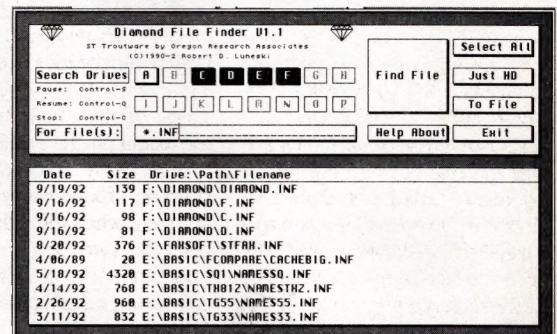 Diamond File Finder V1.1
ST Troutware by Oregon Research Associates
(C)1990-2 Robert D. Luneski
Search Drives A B C D E F G H
Pause: Control-S
Resume: Control-Q I J K L M N O P
Stop: Control-C
For File(s): *.INF
Find File
Select All
Just HD
To File
Help About Exit
Date Size Drive:\Path\Filename
9/19/92 139 F:\DIAMOND\DIAMOND.INF
9/16/92 117 F:\DIAMOND\F.INF
9/16/92 98 F:\DIAMOND\C.INF
9/16/92 81 F:\DIAMOND\D.INF
8/20/92 376 F:\FAXSOFT\STFAX.INF
4/06/89 20 E:\BASIC\FCOMPARE\CACHEBIG.INF
5/18/92 4320 E:\BASIC\SQ1\NAMESSQ.INF
4/14/92 768 E:\BASIC\TH01Z\NAMESTHZ.INF
2/26/92 960 E:\BASIC\TG55\NAMES55.INF
3/11/92 832 E:\BASIC\TG33\NAMES33.INF